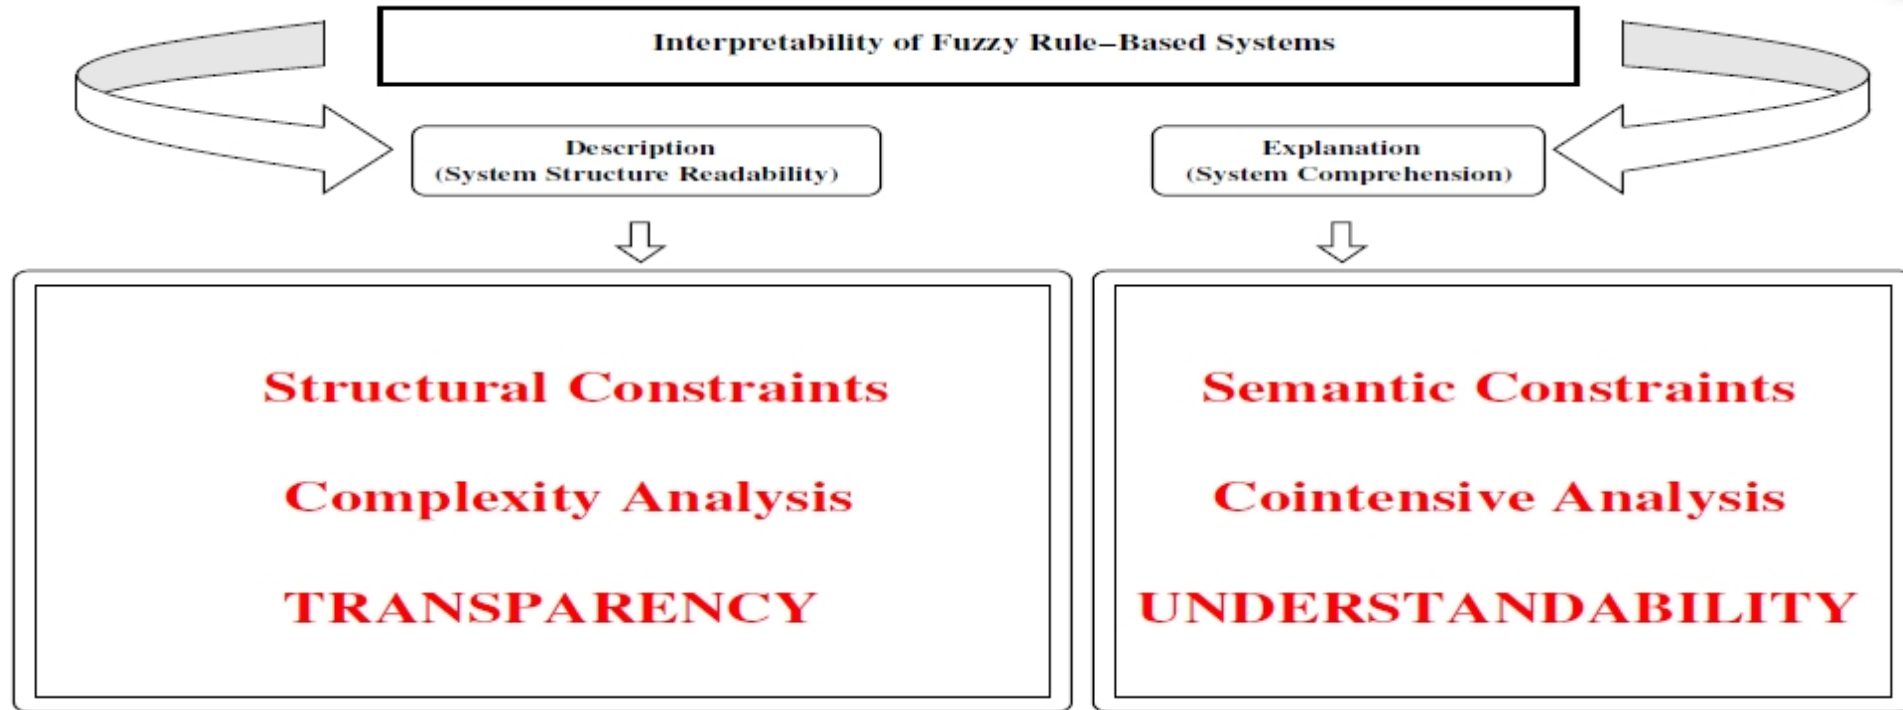 Interpretability of Fuzzy Rule–Based Systems
Description
(System Structure Readability)
Explanation
(System Comprehension)
Structural Constraints
Complexity Analysis
TRANSPARENCY
Semantic Constraints
Cointensive Analysis
UNDERSTANDABILITY